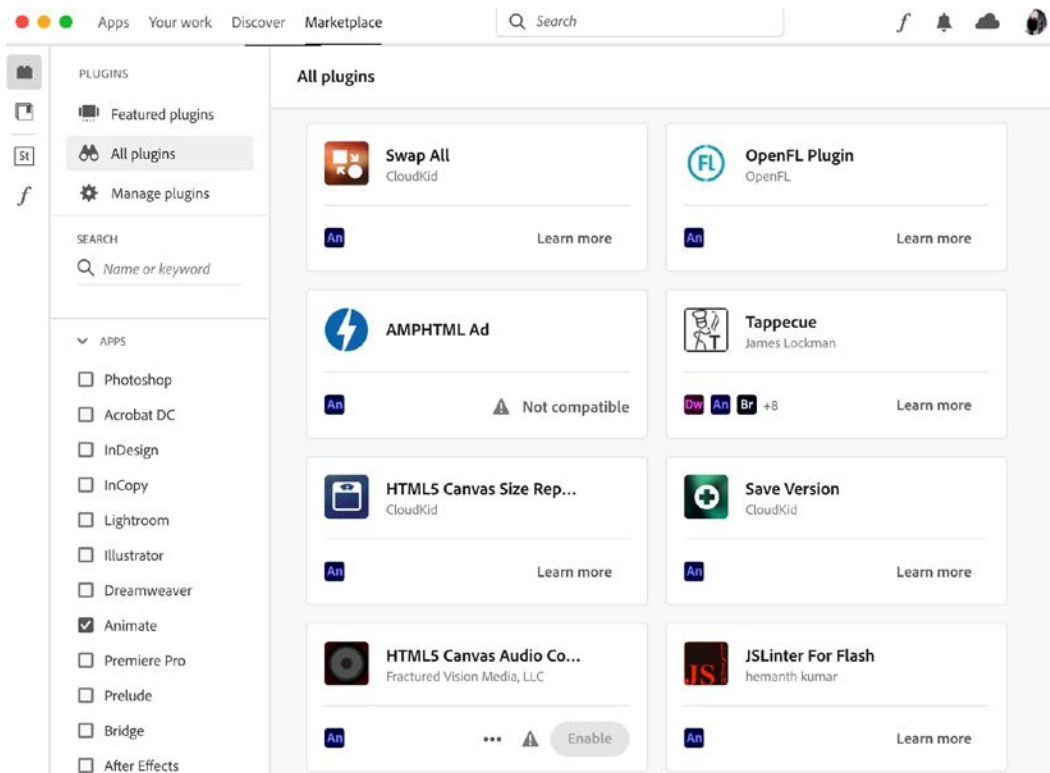 Apps Your work Discover Marketplace Search
St
PLUGINS
Featured plugins
All plugins
Manage plugins
SEARCH
Name or keyword
APPS
Photoshop
Acrobat DC
InDesign
InCopy
Lightroom
Illustrator
Dreamweaver
Animate
Premiere Pro
Prelude
Bridge
After Effects
All plugins
Swap All
CloudKid
An Learn more
FL
OpenFL Plugin
OpenFL
An Learn more
AMPHTML Ad
An Not compatible
T
Tappecue
James Lockman
Dw An Br +8 Learn more
HTML5 Canvas Size Rep...
CloudKid
An Learn more
Save Version
CloudKid
An Learn more
HTML5 Canvas Audio Co...
Fractured Vision Media, LLC
An ... Enable
JS
JSLinter For Flash
hemanth kumar
An Learn more